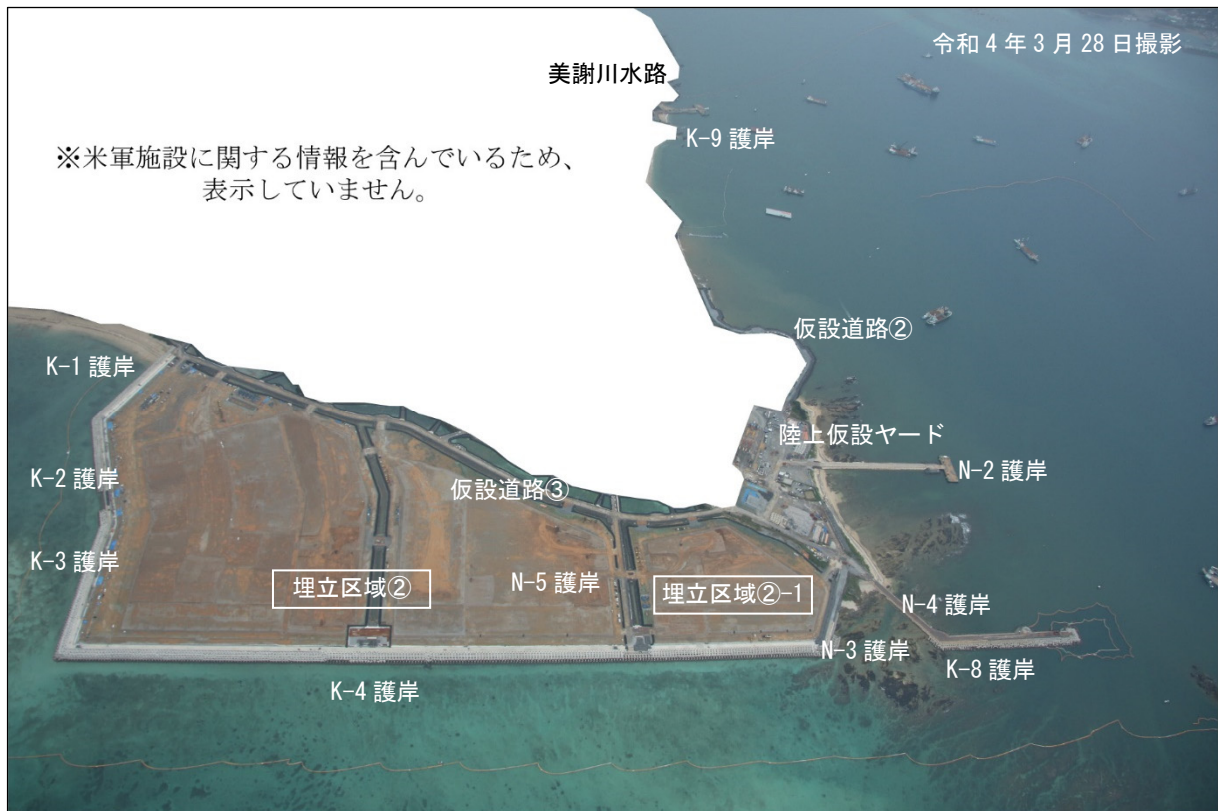 令和4年3月28日撮影
美謝川水路
K-9 護岸
※米軍施設に関する情報を含んでいるため、
表示していません。
仮設道路②
K-1 護岸
陸上仮設ヤード
N-2 護岸
K-2 護岸
仮設道路③
K-3 護岸
埋立区域②
N-5 護岸
埋立区域②-1
N-4 護岸
N-3 護岸
K-8 護岸
K-4 護岸